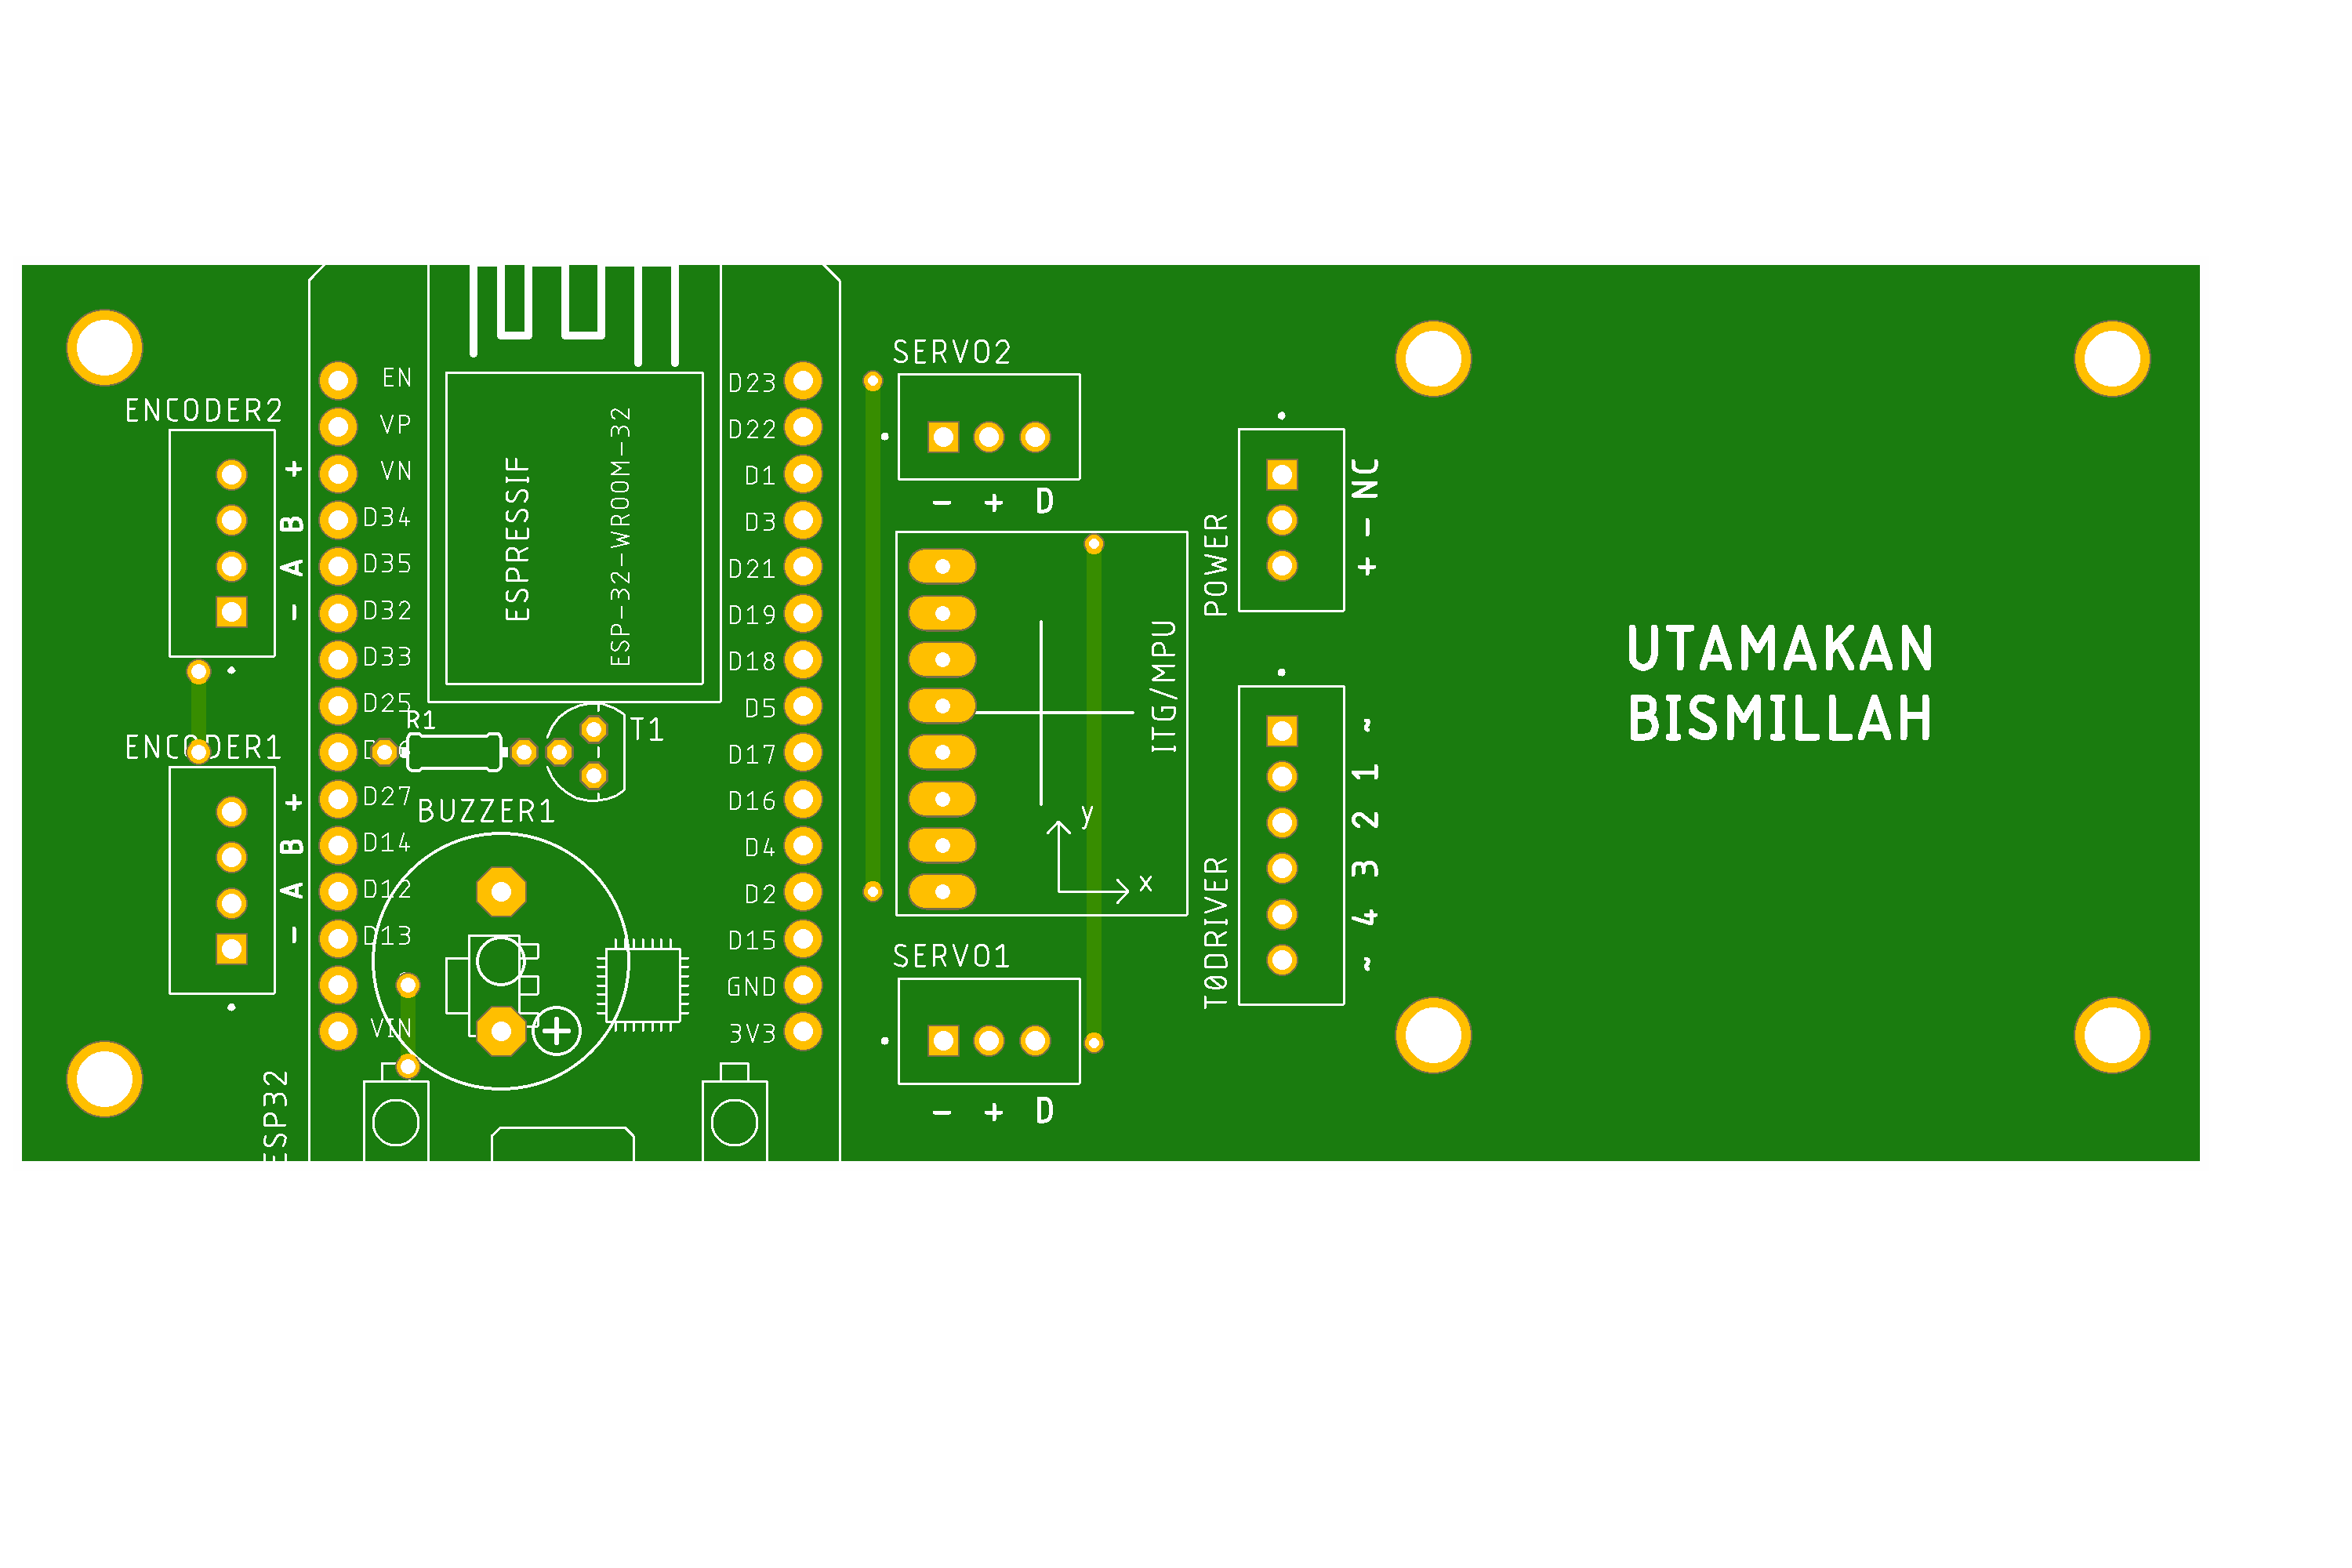 ENCODER2
+
B
A
-
ENCODER1
+
B
A
-
ESP32
EN
VP
VN
D34
D35
D32
D33
D25
D27
D14
D12
D13
VIN
ESPRESSIF
ESP-32-WROOM-32
R1
T1
BUZZER1
+
D23
D22
D1
D3
D21
D19
D18
D5
D17
D16
D4
D2
D15
GND
3V3
SERVO2
- + D
ITG/MPU
y
x
SERVO1
- + D
POWER
NC
-
+
TODRIVER
~
1
2
3
4
~
UTAMAKAN
BISMILLAH